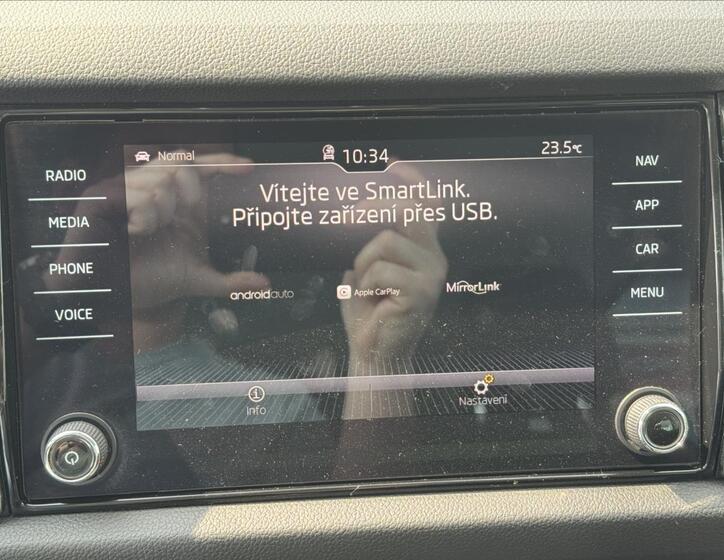 Normal
10:34
23.5°C
RADIO
MEDIA
PHONE
VOICE
NAV
APP
CAR
MENU
Vítejte ve SmartLink.
Připojte zařízení přes USB.
androidauto
Apple CarPlay
MirrorLink
Info
Nastavení